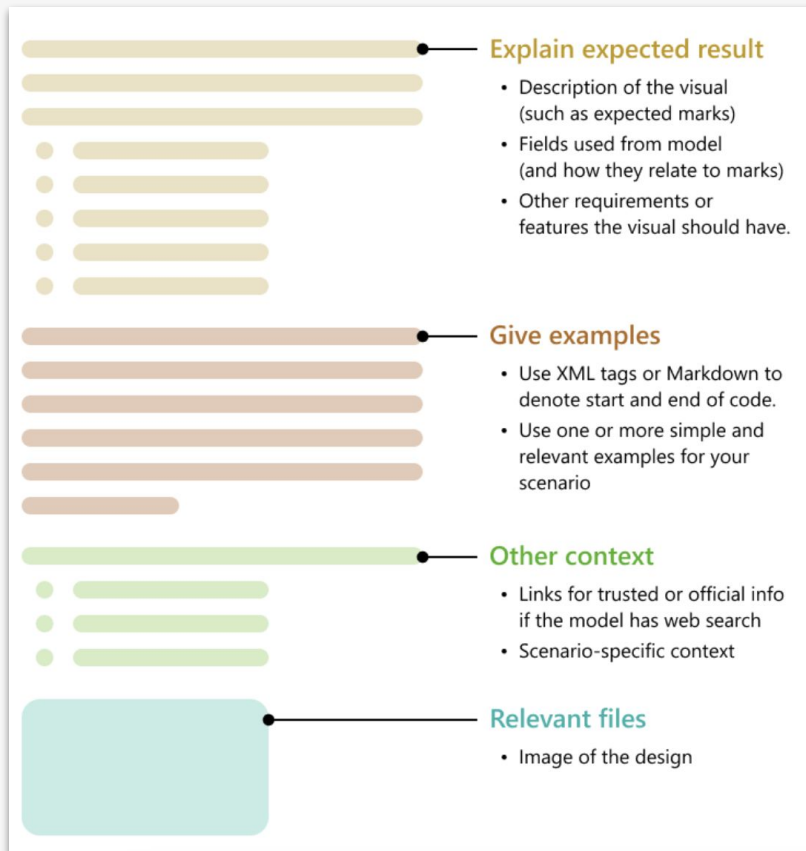 Explain expected result
• Description of the visual
(such as expected marks)
• Fields used from model
(and how they relate to marks)
• Other requirements or
features the visual should have.
Give examples
• Use XML tags or Markdown to
denote start and end of code.
• Use one or more simple and
relevant examples for your
scenario
Other context
• Links for trusted or official info
if the model has web search
• Scenario-specific context
Relevant files
• Image of the design